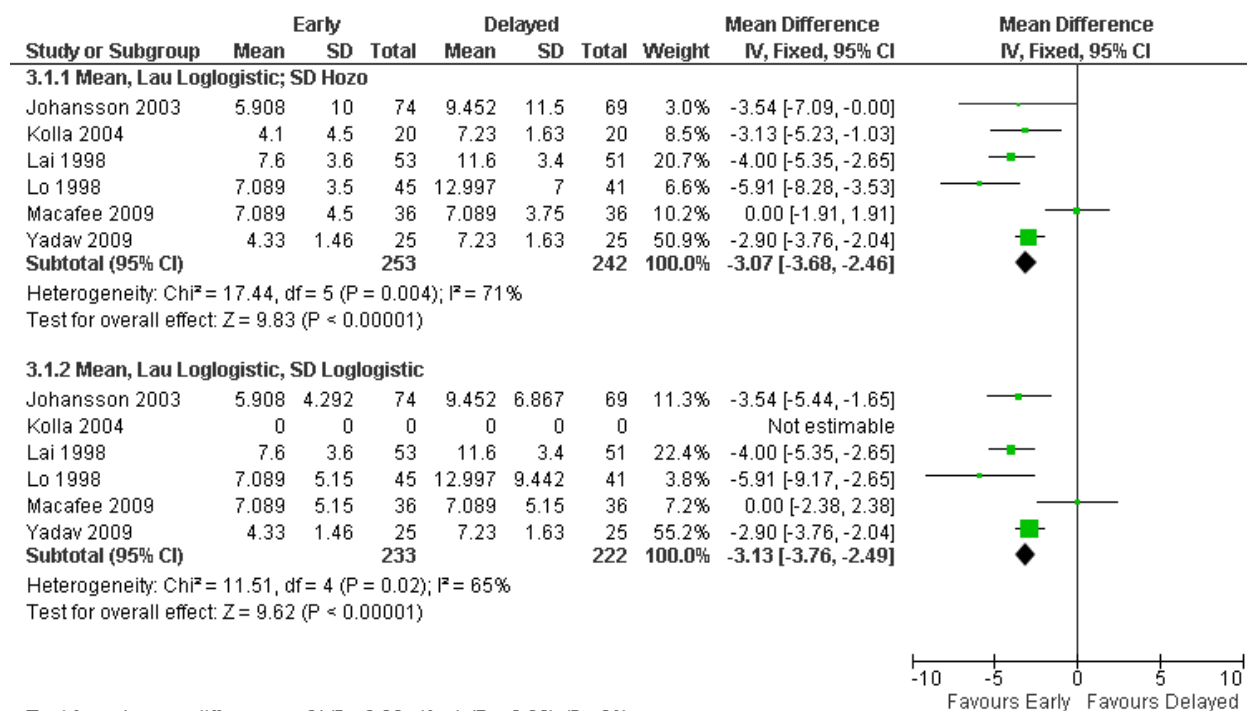 Early Delayed Mean Difference Mean Difference
Study or Subgroup Mean SD Total Mean SD Total Weight IV, Fixed, 95% CI IV, Fixed, 95% CI
3.1.1 Mean, Lau Loglogistic; SD Hozo
Johansson 2003 5.908 10 74 9.452 11.5 69 3.0% -3.54 [-7.09, -0.00]
Kolla 2004 4.1 4.5 20 7.23 1.63 20 8.5% -3.13 [-5.23, -1.03]
Lai 1998 7.6 3.6 53 11.6 3.4 51 20.7% -4.00 [-5.35, -2.65]
Lo 1998 7.089 3.5 45 12.997 7 41 6.6% -5.91 [-8.28, -3.53]
Macafee 2009 7.089 4.5 36 7.089 3.75 36 10.2% 0.00 [-1.91, 1.91]
Yadav 2009 4.33 1.46 25 7.23 1.63 25 50.9% -2.90 [-3.76, -2.04]
Subtotal (95% CI) 253 242 100.0% -3.07 [-3.68, -2.46]
Heterogeneity: Chi² = 17.44, df = 5 (P = 0.004); I² = 71%
Test for overall effect: Z = 9.83 (P < 0.00001)
3.1.2 Mean, Lau Loglogistic, SD Loglogistic
Johansson 2003 5.908 4.292 74 9.452 6.867 69 11.3% -3.54 [-5.44, -1.65]
Kolla 2004 0 0 0 0 0 0 Not estimable
Lai 1998 7.6 3.6 53 11.6 3.4 51 22.4% -4.00 [-5.35, -2.65]
Lo 1998 7.089 5.15 45 12.997 9.442 41 3.8% -5.91 [-9.17, -2.65]
Macafee 2009 7.089 5.15 36 7.089 5.15 36 7.2% 0.00 [-2.38, 2.38]
Yadav 2009 4.33 1.46 25 7.23 1.63 25 55.2% -2.90 [-3.76, -2.04]
Subtotal (95% CI) 233 222 100.0% -3.13 [-3.76, -2.49]
Heterogeneity: Chi² = 11.51, df = 4 (P = 0.02); I² = 65%
Test for overall effect: Z = 9.62 (P < 0.00001)
-10 -5 0 5 10
Favours Early Favours Delayed